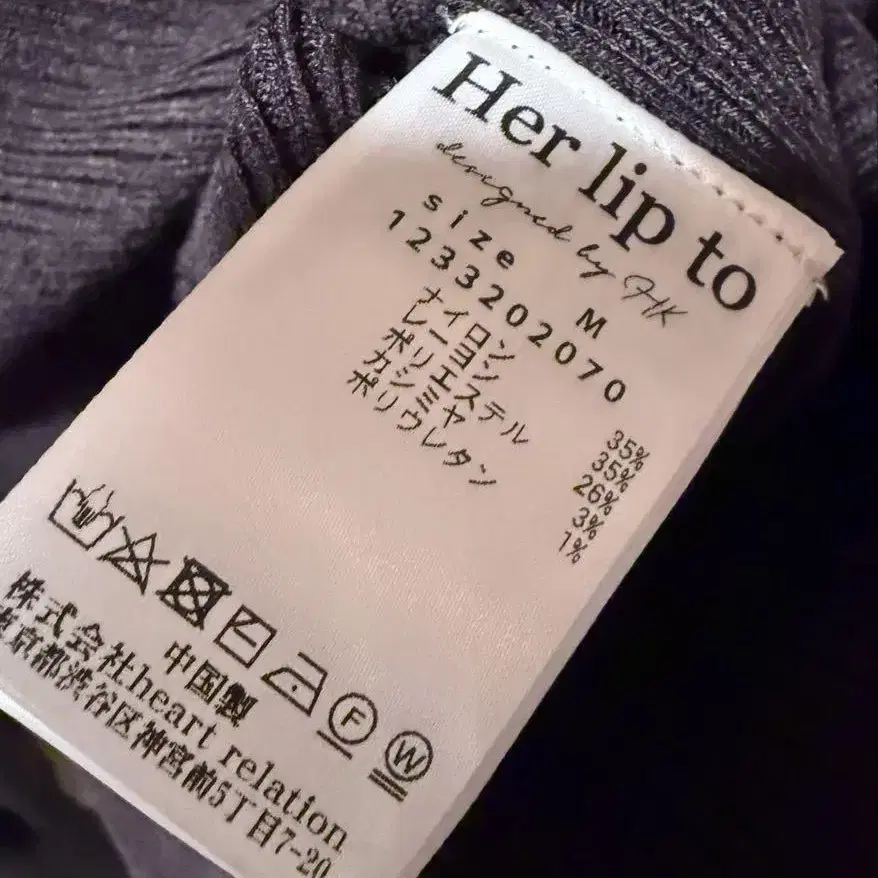 Her lip to
designed by HK
size M
1233202070
ナイロン 35%
レーヨン 35%
ポリエステル 26%
カシミヤ 3%
ポリウレタン 1%
F W
中国製
株式会社heart relation
東京都渋谷区神宮前5丁目7-20